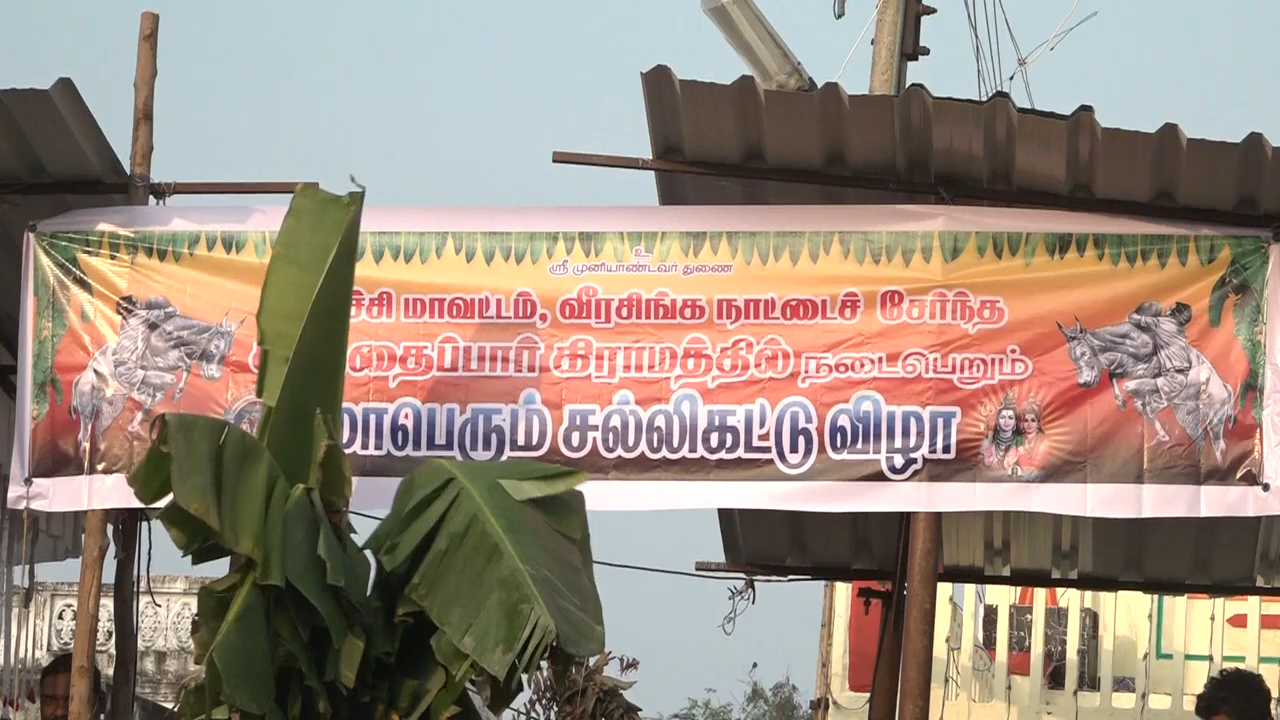 உ
ஸ்ரீ முனியாண்டவர் துணை
ச்சி மாவட்டம், வீரசிங்க நாட்டைச் சேர்ந்த
தைப்பார் கிராமத்தில் நடைபெறும்
மாபெரும் சல்லிகட்டு விழா